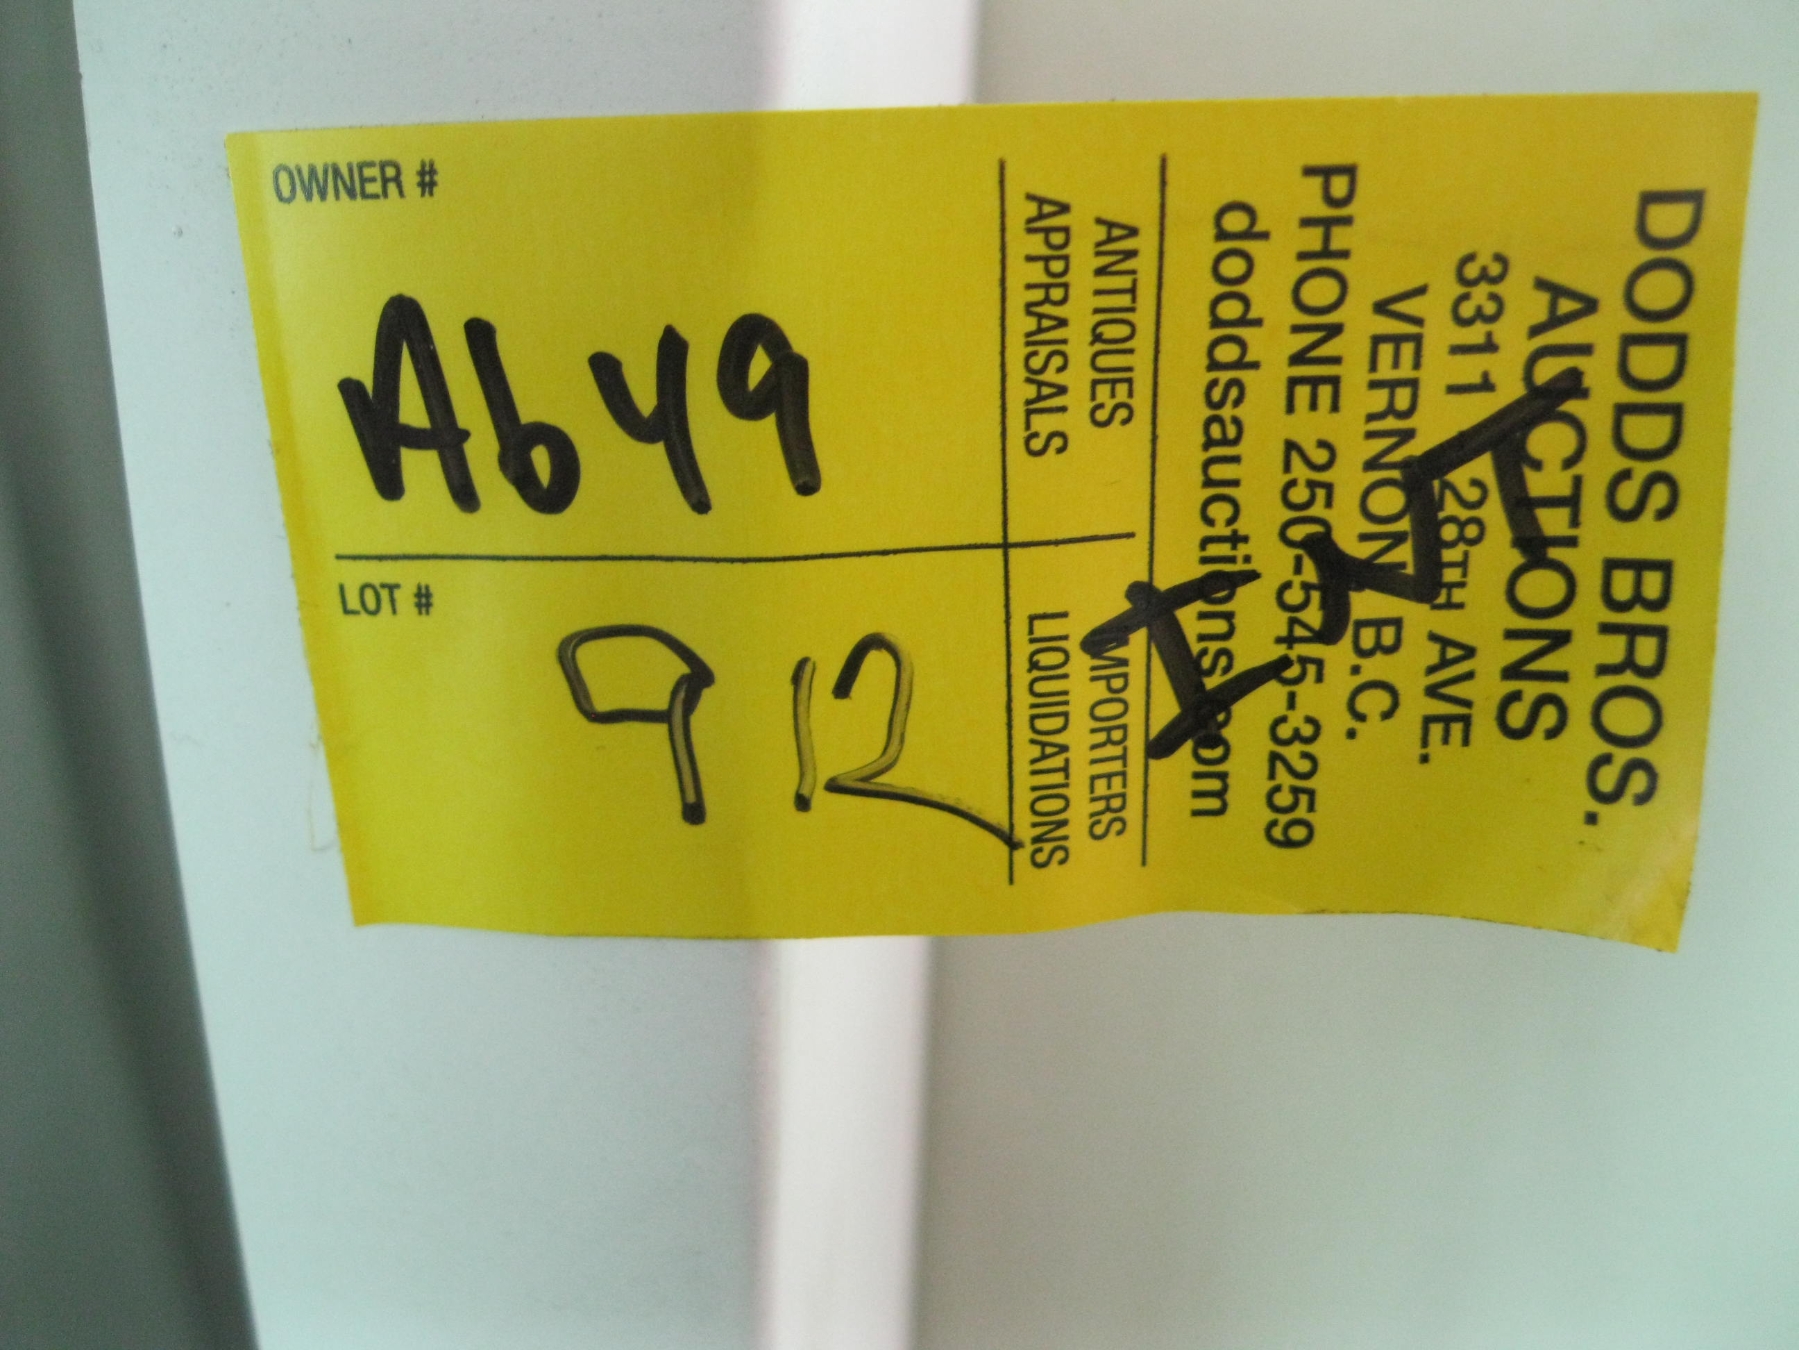 DODDS BROS.
AUCTIONS
3311 28TH AVE.
VERNON B.C.
PHONE 250-545-3259
doddsauctions.com
ANTIQUES IMPORTERS
APPRAISALS LIQUIDATIONS
OWNER #
A649
LOT #
912